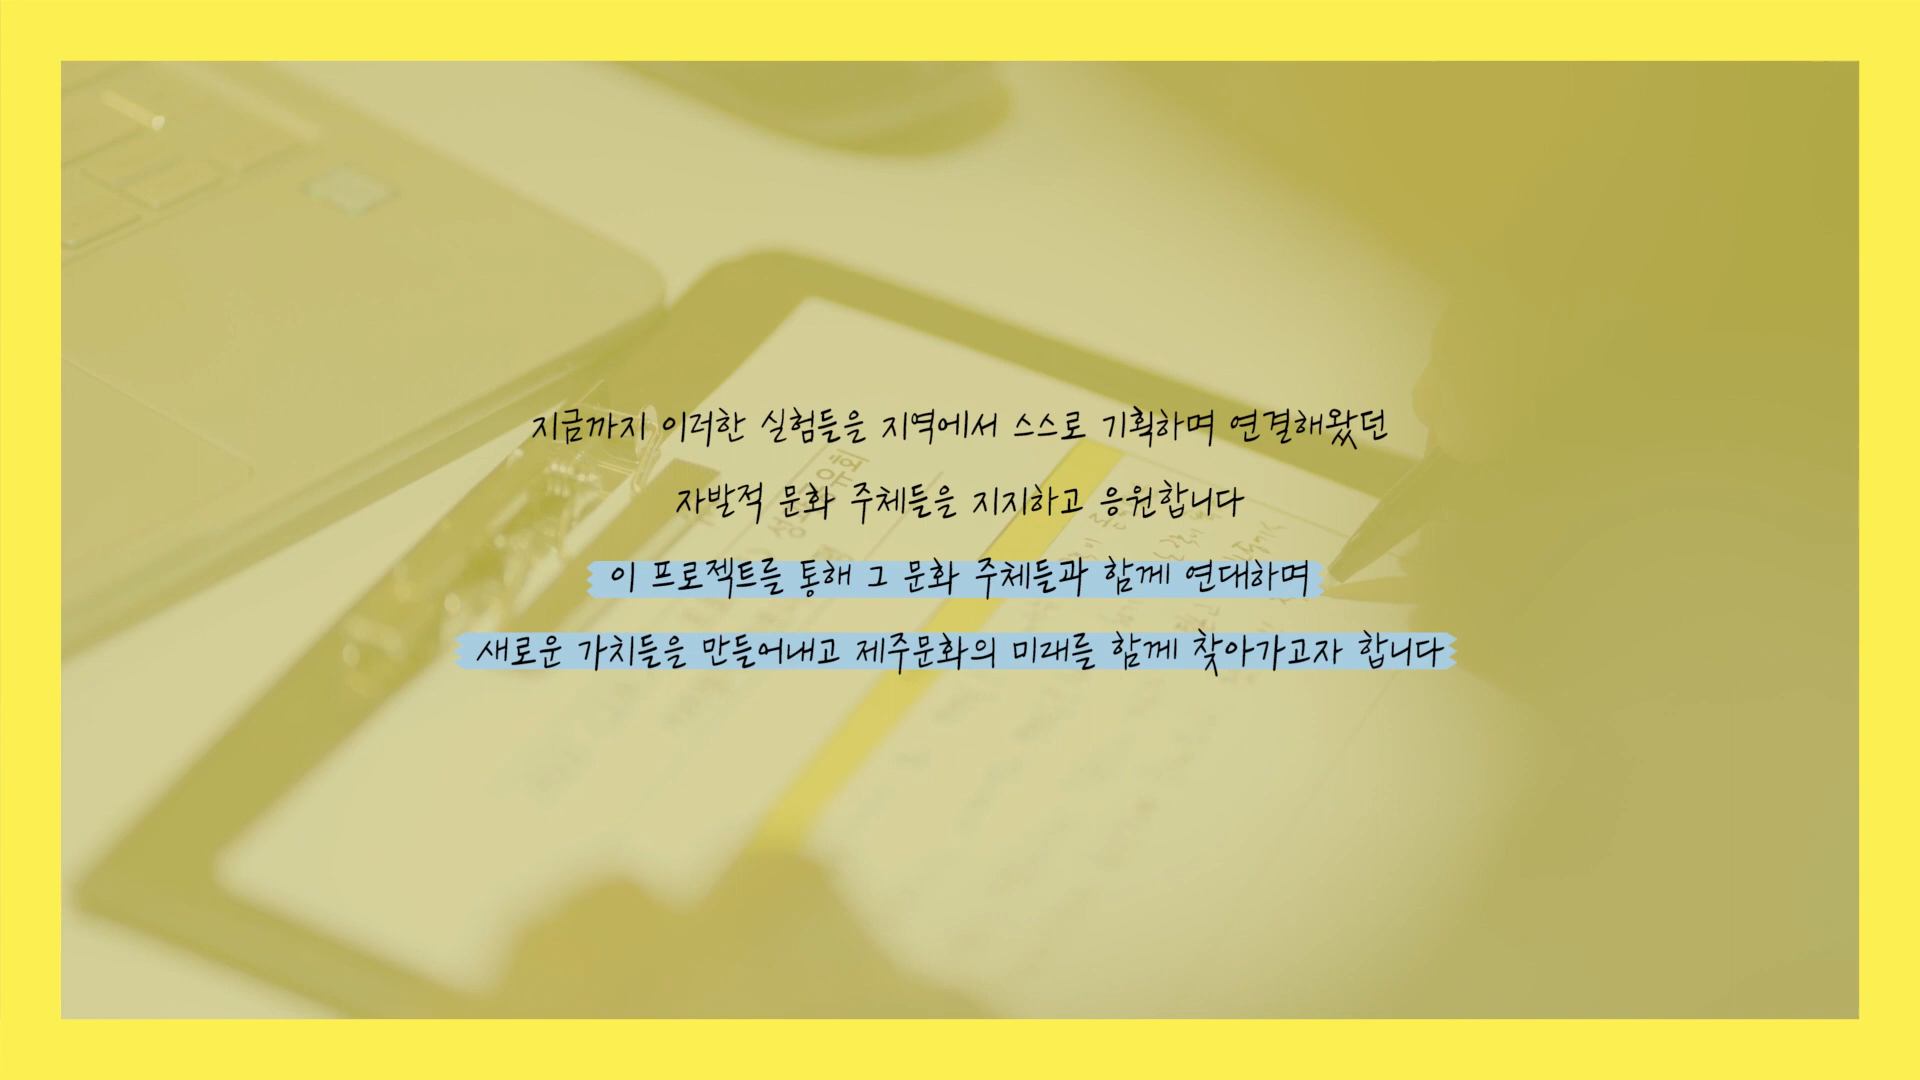 지금까지 이러한 실험들을 지역에서 스스로 기획하며 연결해왔던
자발적 문화 주체들을 지지하고 응원합니다
이 프로젝트를 통해 그 문화 주체들과 함께 연대하며
새로운 가치들을 만들어내고 제주문화의 미래를 함께 찾아가고자 합니다